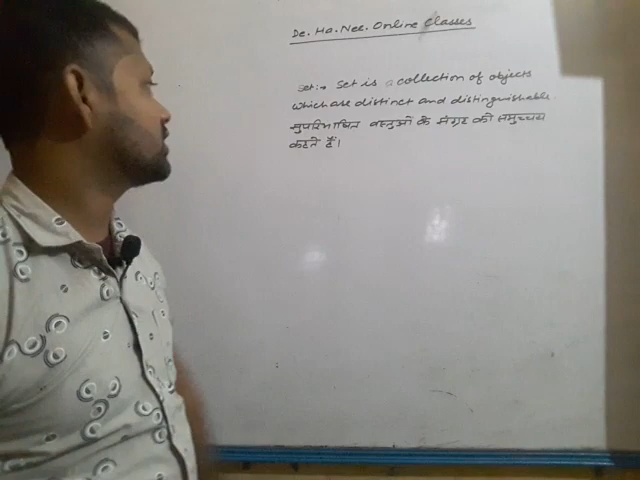 De. Ha. Nee. Online Classes
Set:→ Set is a collection of objects
which are distinct and distinguishable.
सुपरिभाषित वस्तुओं के संग्रह को समुच्चय
कहते हैं।